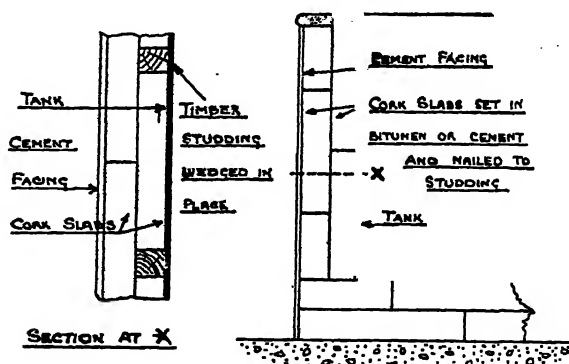 TANK
CEMENT
FACING
CORK SLABS
TIMBER
STUDDING
WEDGED IN
PLACE
SECTION AT X
CEMENT FACING
CORK SLABS SET IN
BITUMEN OR CEMENT
AND NAILED TO
STUDDING
X
TANK